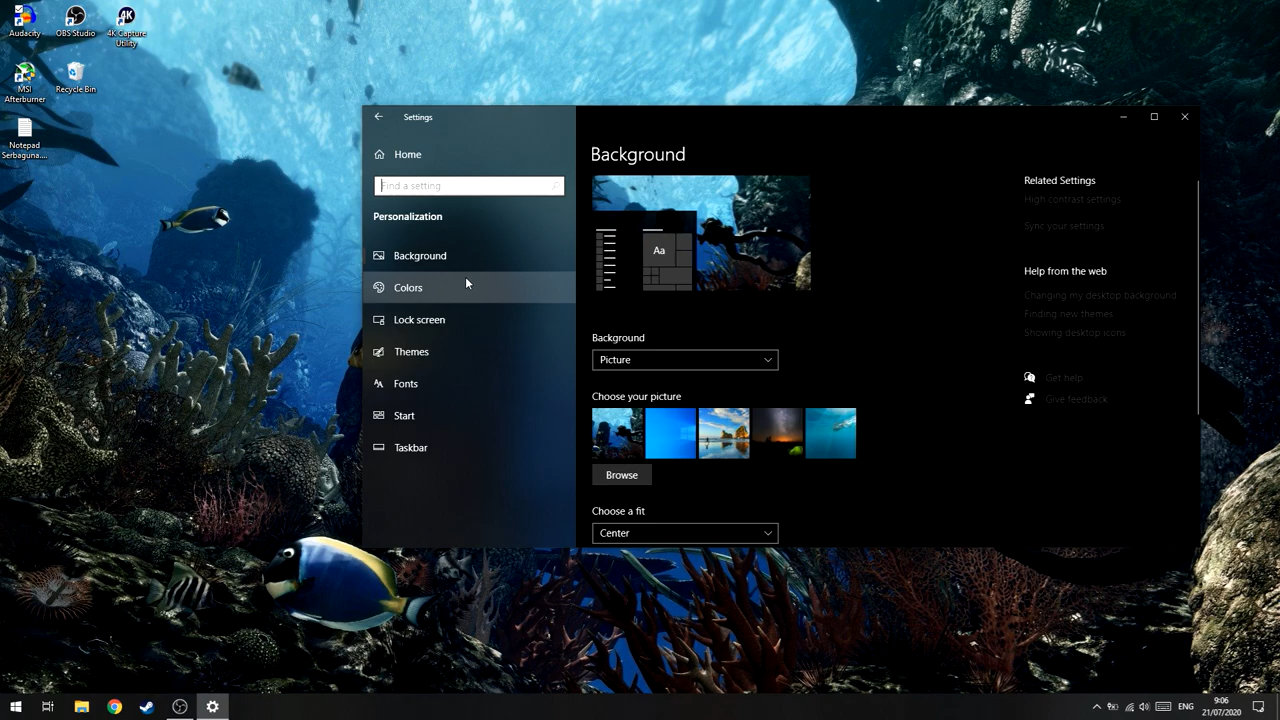 Audacity
OBS Studio
4K
4K Capture
Utility
MSI
Afterburner
Recycle Bin
Notepad
Serbaguna....
Settings
Home
Find a setting
Personalization
Background
Colors
Lock screen
Themes
Fonts
Start
Taskbar
Background
Aa
Background
Picture
Choose your picture
Browse
Choose a fit
Center
Related Settings
High contrast settings
Sync your settings
Help from the web
Changing my desktop background
Finding new themes
Showing desktop icons
Get help
Give feedback
ENG
9:06
21/07/2020